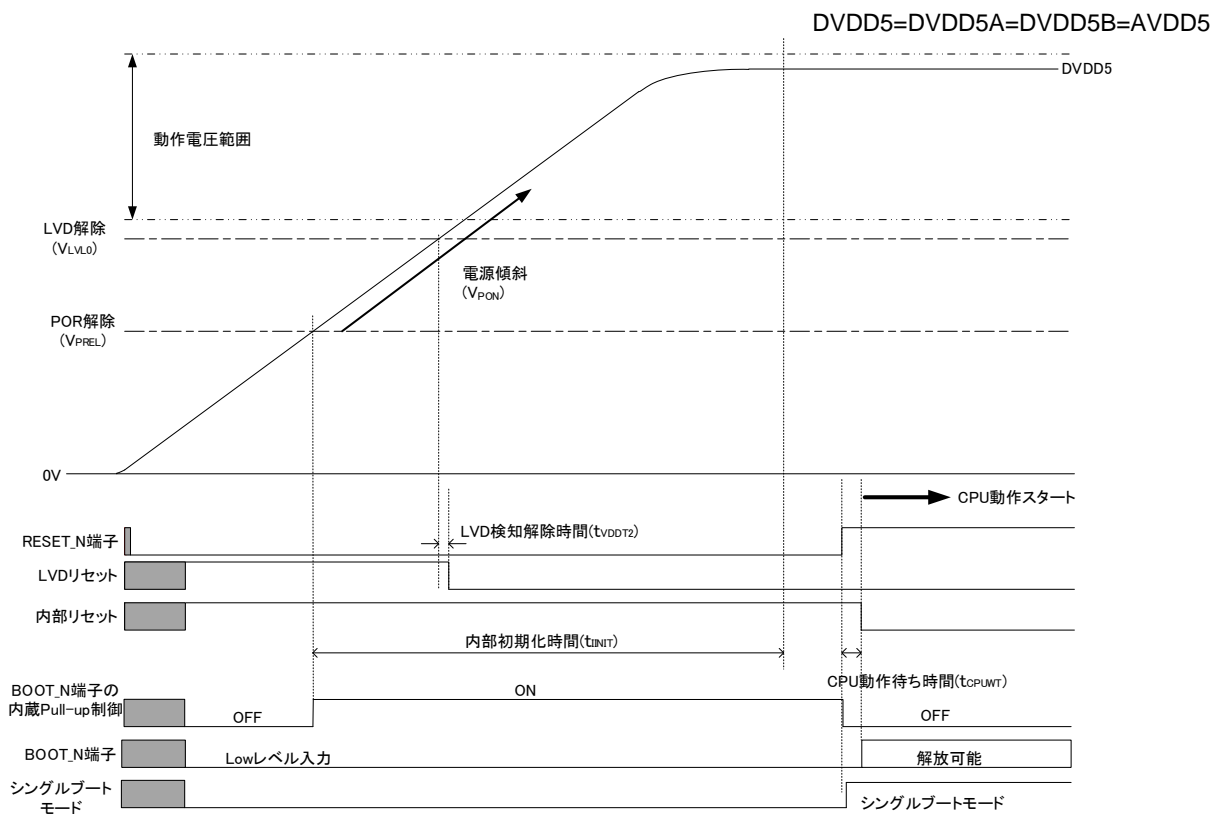 DVDD5=DVDD5A=DVDD5B=AVDD5
DVDD5
動作電圧範囲
LVD解除
(VLVL0)
電源傾斜
(VPON)
POR解除
(VPREL)
0V
CPU動作スタート
RESET_N端子
LVD検知解除時間(tVDDT2)
LVDリセット
内部リセット
内部初期化時間(tIINIT)
BOOT_N端子の
内蔵Pull-up制御
OFF
ON
CPU動作待ち時間(tCPUWT)
OFF
BOOT_N端子
Lowレベル入力
解放可能
シングルブート
モード
シングルブートモード